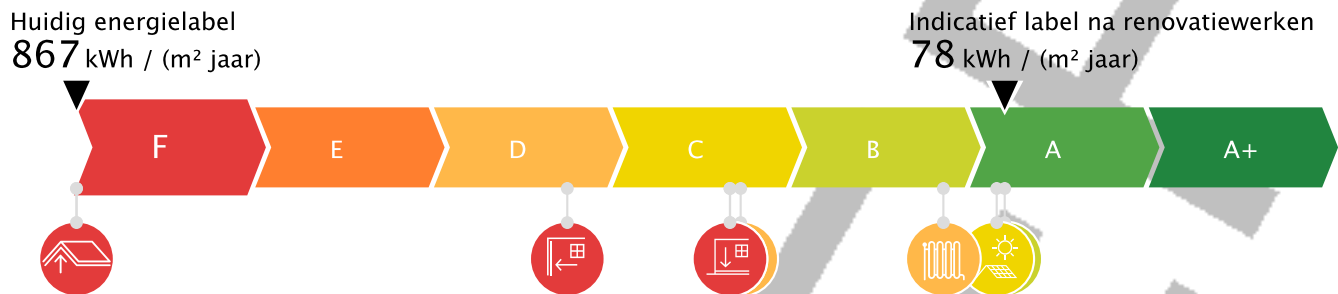 Huidig energielabel
867 kWh / (m² jaar)
Indicatief label na renovatiewerken
78 kWh / (m² jaar)
F E D C B A A+